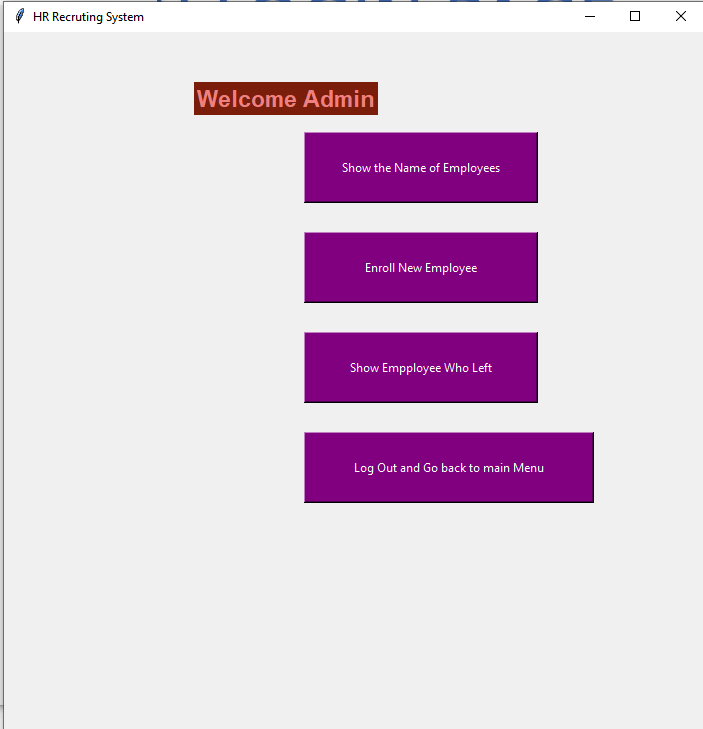 HR Recruting System
Welcome Admin
Show the Name of Employees
Enroll New Employee
Show Empployee Who Left
Log Out and Go back to main Menu